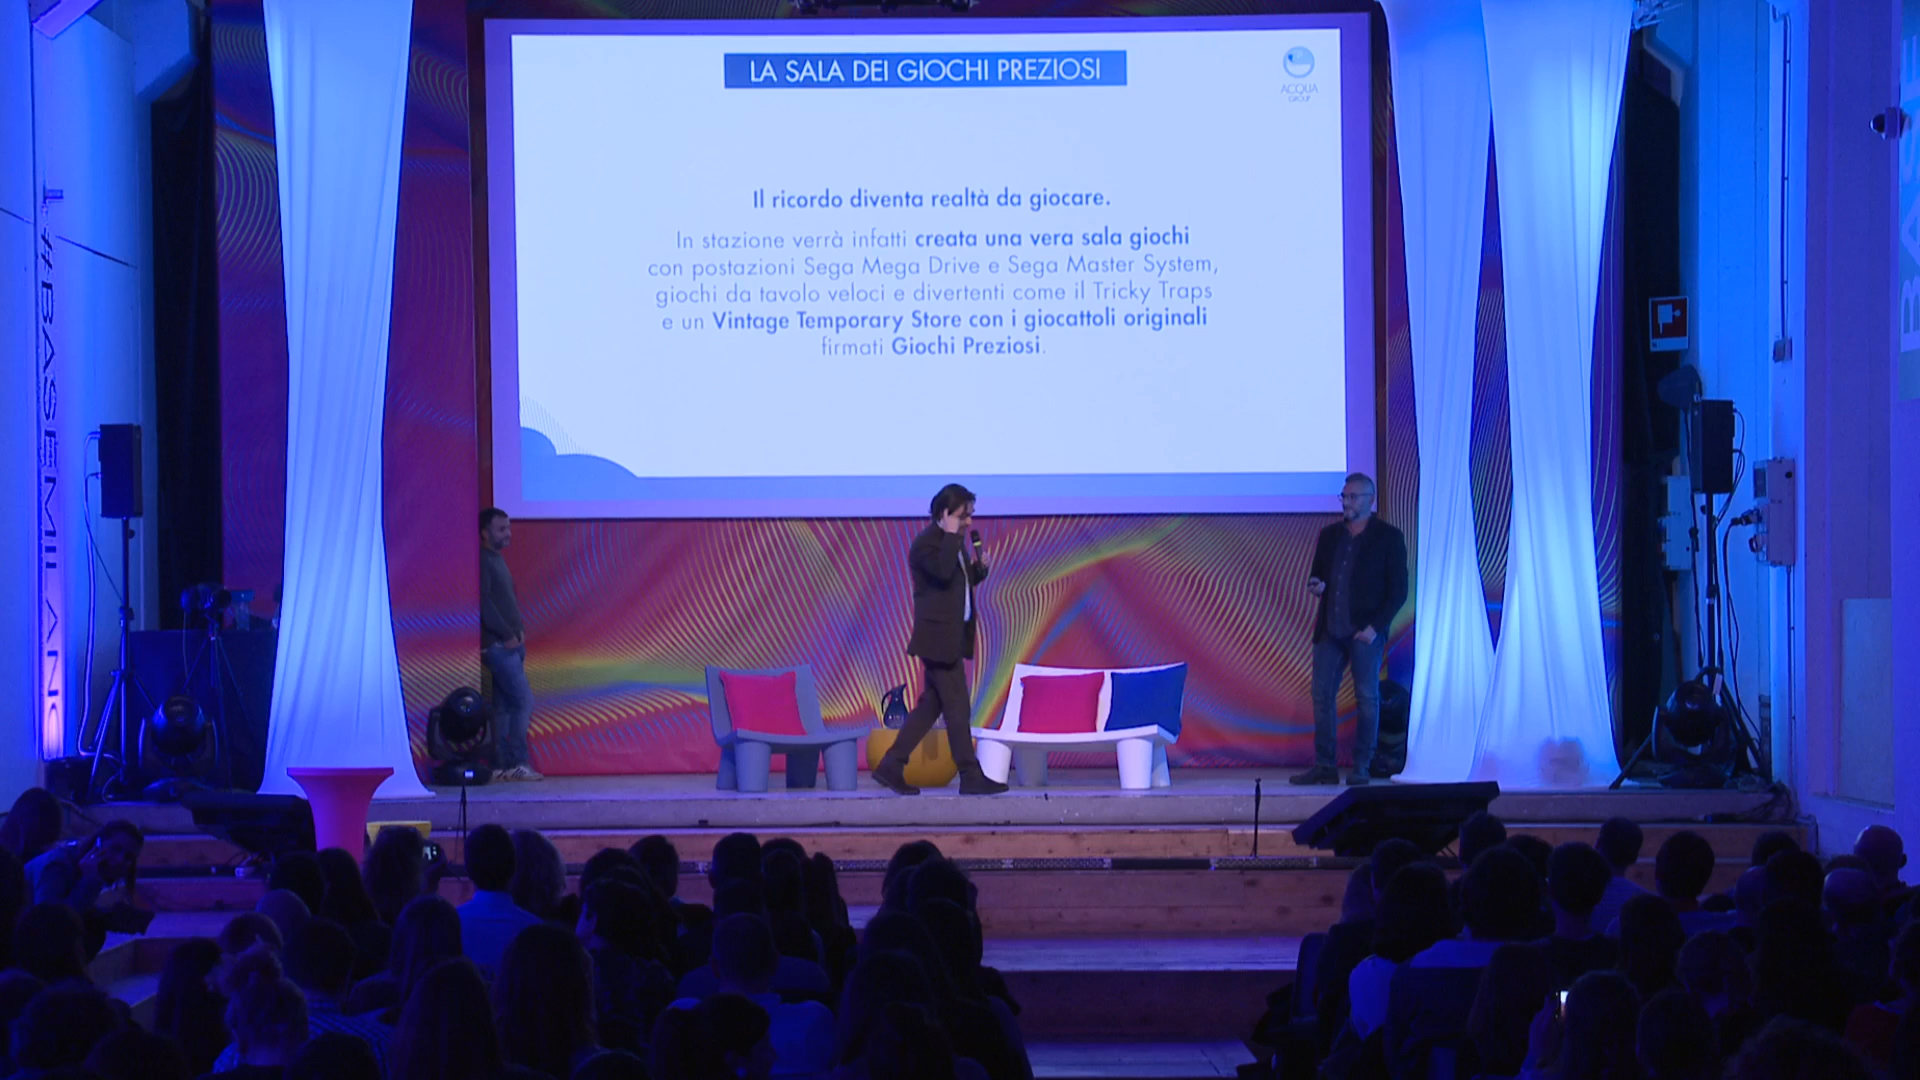 LA SALA DEI GIOCHI PREZIOSI
ACQUA
GROUP
Il ricordo diventa realtà da giocare.
In stazione verrà infatti creata una vera sala giochi
con postazioni Sega Mega Drive e Sega Master System,
giochi da tavolo veloci e divertenti come il Tricky Traps
e un Vintage Temporary Store con i giocattoli originali
firmati Giochi Preziosi.
#BASEMILANO
BASE